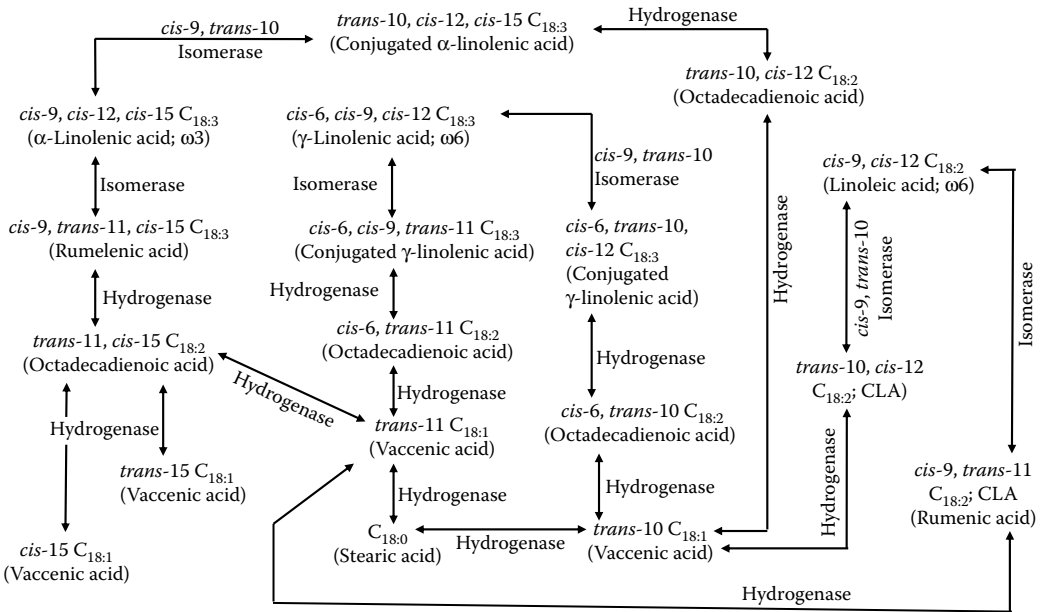 trans-10, cis-12, cis-15 C18:3
(Conjugated α-linolenic acid)
cis-9, trans-10
Isomerase
Hydrogenase
trans-10, cis-12 C18:2
(Octadecadienoic acid)
cis-9, cis-12, cis-15 C18:3
(α-Linolenic acid; ω3)
cis-6, cis-9, cis-12 C18:3
(γ-Linolenic acid; ω6)
cis-9, trans-10
Isomerase
cis-9, cis-12 C18:2
(Linoleic acid; ω6)
Isomerase
Isomerase
cis-9, trans-11, cis-15 C18:3
(Rumelenic acid)
cis-6, cis-9, trans-11 C18:3
(Conjugated γ-linolenic acid)
cis-6, trans-10,
cis-12 C18:3
(Conjugated
γ-linolenic acid)
Hydrogenase
cis-9, trans-10
Isomerase
Isomerase
Hydrogenase
Hydrogenase
trans-11, cis-15 C18:2
(Octadecadienoic acid)
cis-6, trans-11 C18:2
(Octadecadienoic acid)
Hydrogenase
trans-10, cis-12
C18:2; CLA)
Hydrogenase
Hydrogenase
cis-6, trans-10 C18:2
(Octadecadienoic acid)
Hydrogenase
trans-11 C18:1
(Vaccenic acid)
trans-15 C18:1
(Vaccenic acid)
Hydrogenase
Hydrogenase
Hydrogenase
cis-9, trans-11
C18:2; CLA
(Rumenic acid)
cis-15 C18:1
(Vaccenic acid)
C18:0
(Stearic acid)
Hydrogenase
trans-10 C18:1
(Vaccenic acid)
Hydrogenase